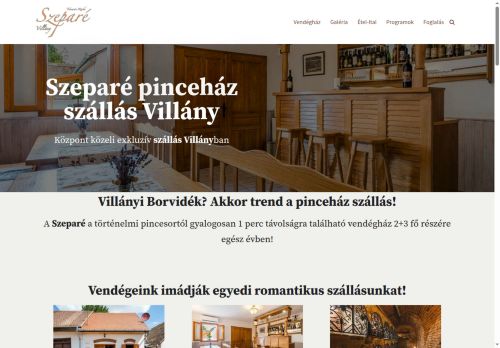 Szeparé
Villány
Vendégház Galéria Étel-Ital Programok Foglalás
Szeparé pinceház
szállás Villány
Központ közeli exkluzív szállás Villányban
Villányi Borvidék? Akkor trend a pinceház szállás!
A Szeparé a történelmi pincesortól gyalogosan 1 perc távolságra található vendégház 2+3 fő részére
egész évben!
Vendégeink imádják egyedi romantikus szállásunkat!